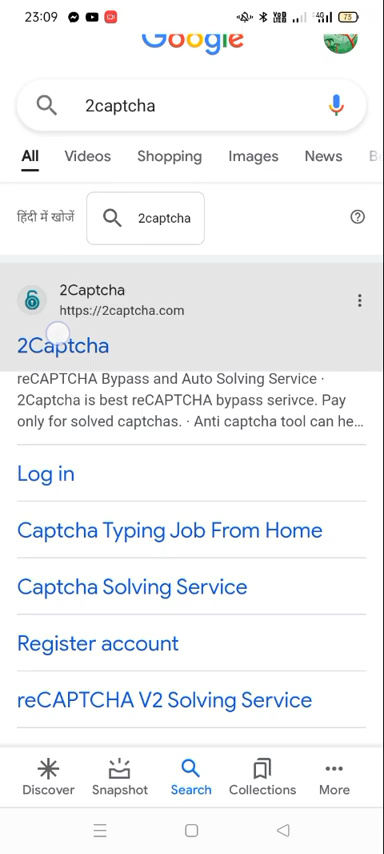 23:09 4G 73
Google
2captcha
All Videos Shopping Images News
हिंदी में खोजें 2captcha
2Captcha
https://2captcha.com
2Captcha
reCAPTCHA Bypass and Auto Solving Service ·
2Captcha is best reCAPTCHA bypass serivce. Pay
only for solved captchas. · Anti captcha tool can he...
Log in
Captcha Typing Job From Home
Captcha Solving Service
Register account
reCAPTCHA V2 Solving Service
Discover Snapshot Search Collections More